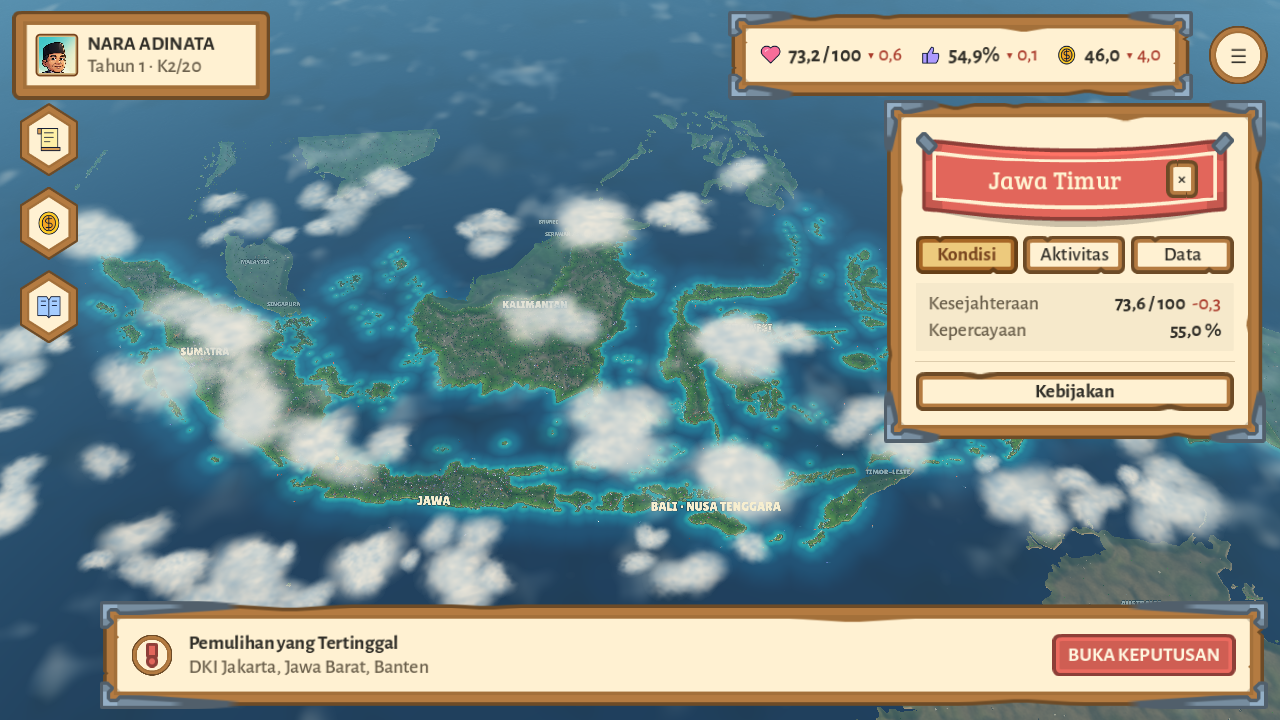 NARA ADINATA
Tahun 1 · K2/20
73,2/100 ▾ 0,6
54,9% ▾ 0,1
46,0 ▾ 4,0
Jawa Timur
×
Kondisi
Aktivitas
Data
Kesejahteraan 73,6/100 -0,3
Kepercayaan 55,0 %
Kebijakan
MALAYSIA
SINGAPURA
KALIMANTAN
SUMATRA
JAWA
BALI · NUSA TENGGARA
TIMOR-LESTE
Pemulihan yang Tertinggal
DKI Jakarta, Jawa Barat, Banten
BUKA KEPUTUSAN